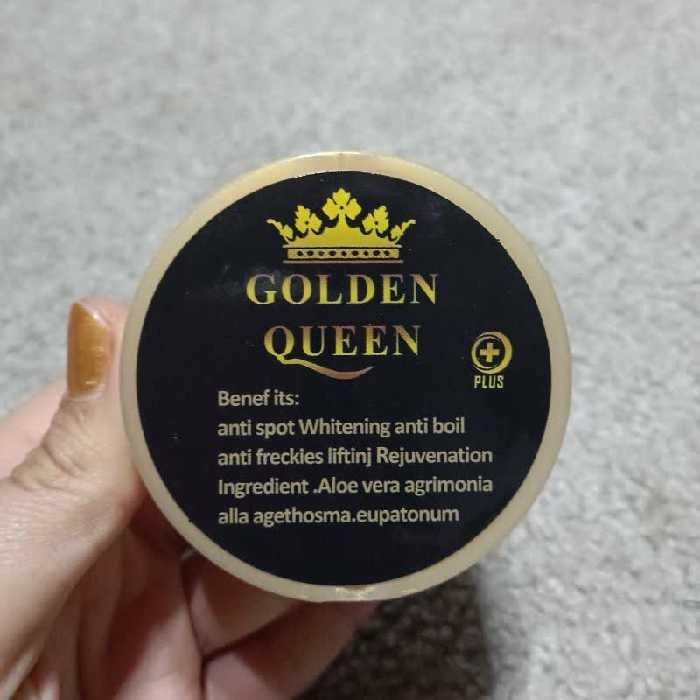 GOLDEN
QUEEN
PLUS
Benef its:
anti spot Whitening anti boil
anti freckies liftinj Rejuvenation
Ingredient .Aloe vera agrimonia
alla agethosma.eupatonum